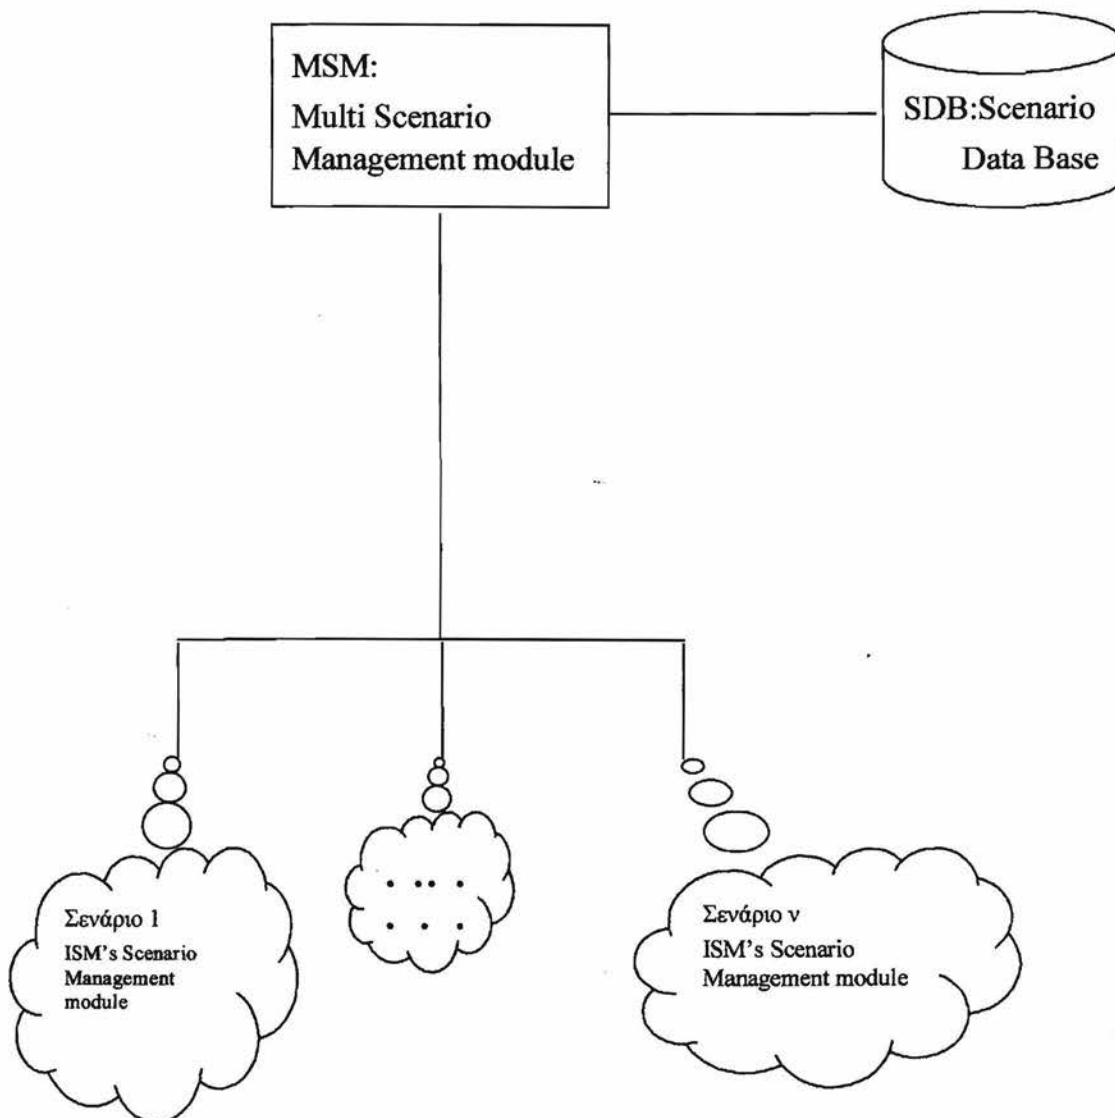 MSM:
Multi Scenario
Management module
SDB:Scenario
Data Base
Σενάριο 1
ISM's Scenario
Management
module
. .. .
. . .
Σενάριο ν
ISM's Scenario
Management module